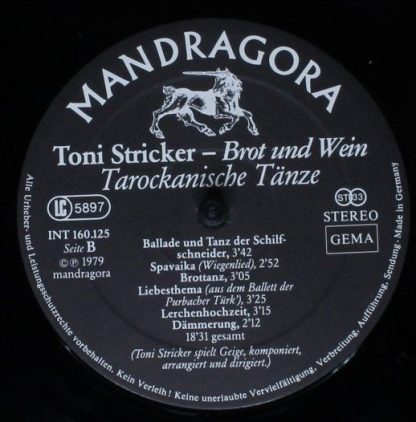 MANDRAGORA
Toni Stricker – Brot und Wein
Tarockanische Tänze
LC 5897
INT 160.125
Seite B
℗ © 1979
mandragora
ST 33
STEREO
GEMA
Ballade und Tanz der Schilf-
schneider, 3'42
Spavaika (Wiegenlied), 2'52
Brottanz, 3'05
Liebesthema (aus dem Ballett der
Purbacher Türk'), 3'25
Lerchenhochzeit, 3'15
Dämmerung, 2'12
18'31 gesamt
(Toni Stricker spielt Geige, komponiert,
arrangiert und dirigiert.)
Alle Urheber- und Leistungsschutzrechte vorbehalten. Kein Verleih! Keine unerlaubte Vervielfältigung, Verbreitung, Aufführung, Sendung · Made in Germany